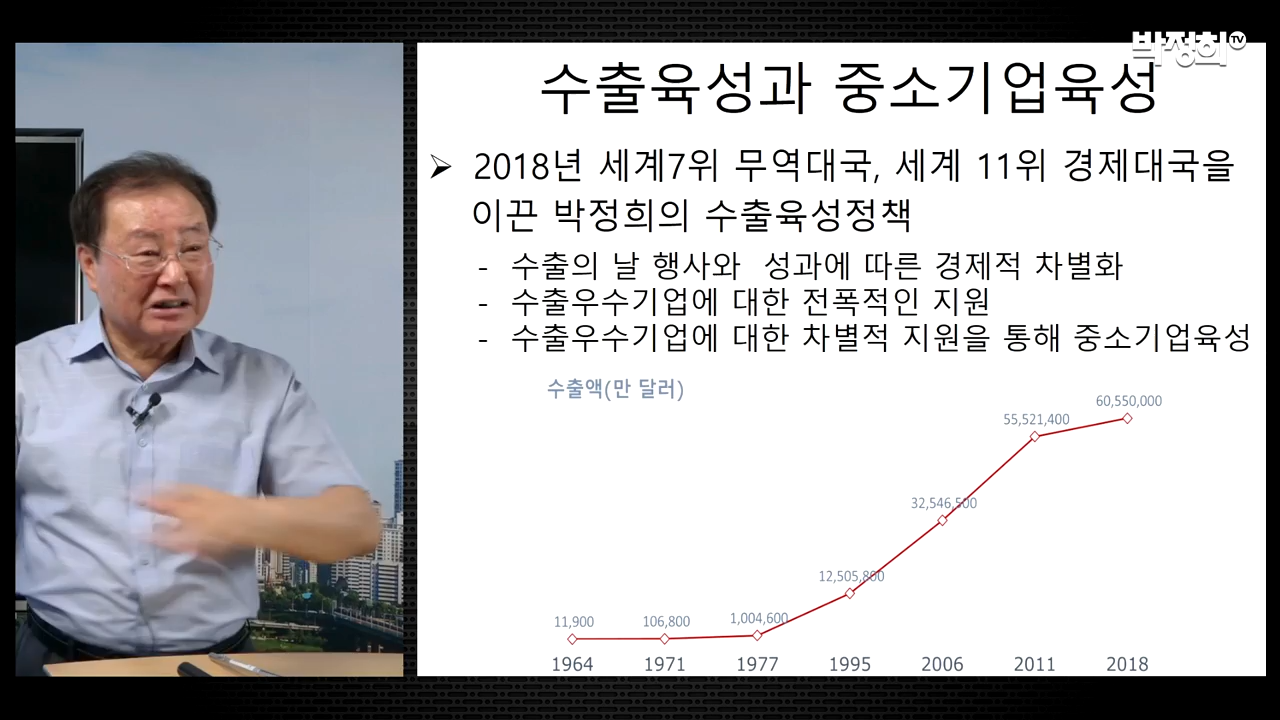 박정희TV
수출육성과 중소기업육성
➢ 2018년 세계7위 무역대국, 세계 11위 경제대국을
이끈 박정희의 수출육성정책
- 수출의 날 행사와 성과에 따른 경제적 차별화
- 수출우수기업에 대한 전폭적인 지원
- 수출우수기업에 대한 차별적 지원을 통해 중소기업육성
수출액(만 달러)
60,550,000
55,521,400
32,546,500
12,505,800
11,900 106,800 1,004,600
1964 1971 1977 1995 2006 2011 2018